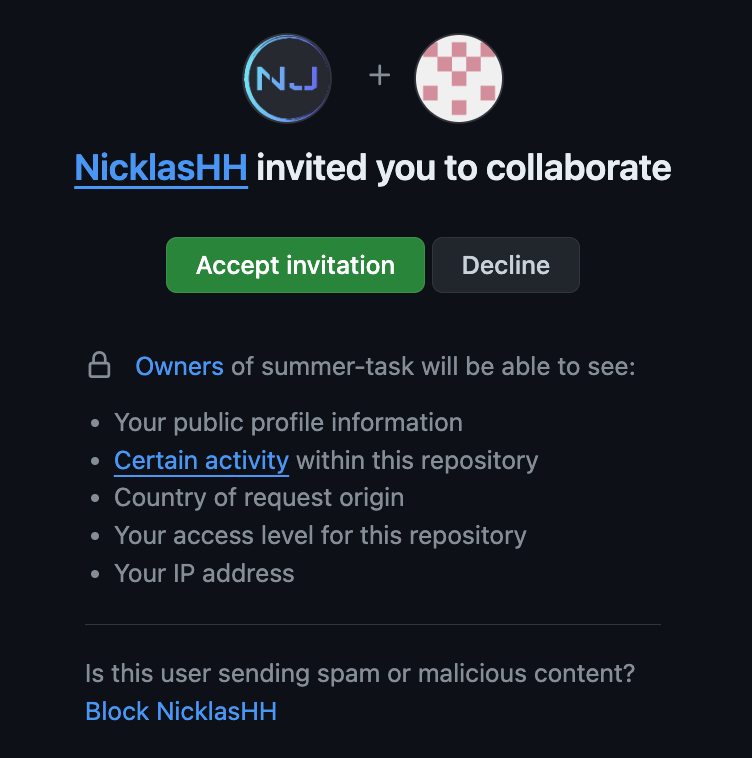 NJ
NicklasHH invited you to collaborate
Accept invitation Decline
Owners of summer-task will be able to see:
Your public profile information
Certain activity within this repository
Country of request origin
Your access level for this repository
Your IP address
Is this user sending spam or malicious content?
Block NicklasHH